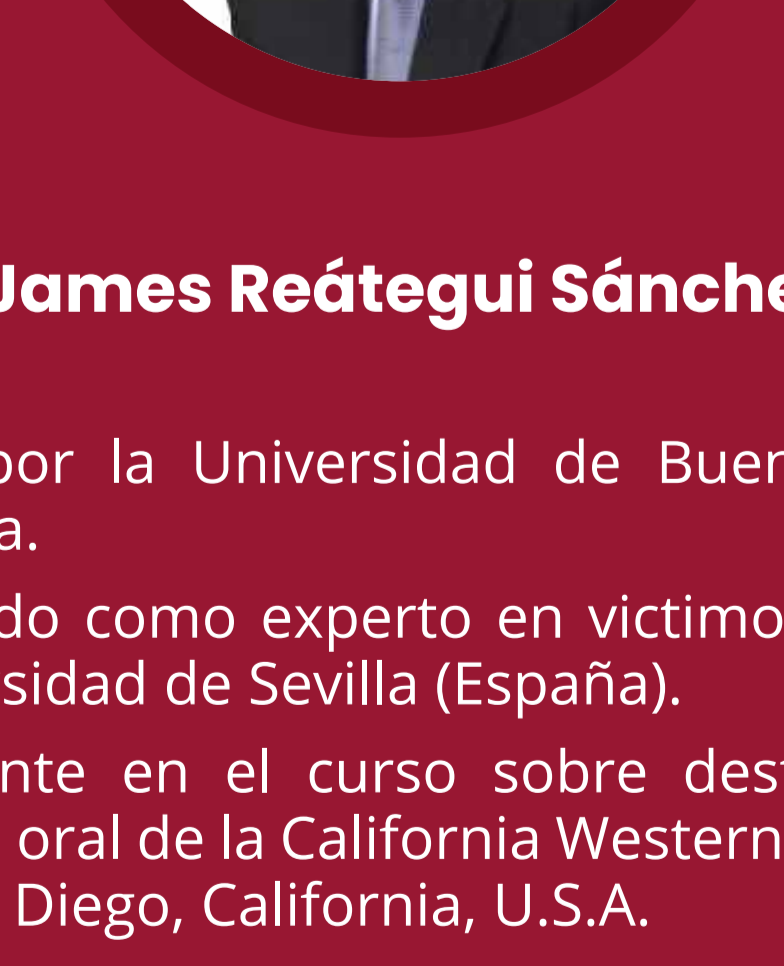 James Reátegui Sánche
por la Universidad de Buen
a.
do como experto en victimo
sidad de Sevilla (España).
nte en el curso sobre dest
oral de la California Western
Diego, California, U.S.A.